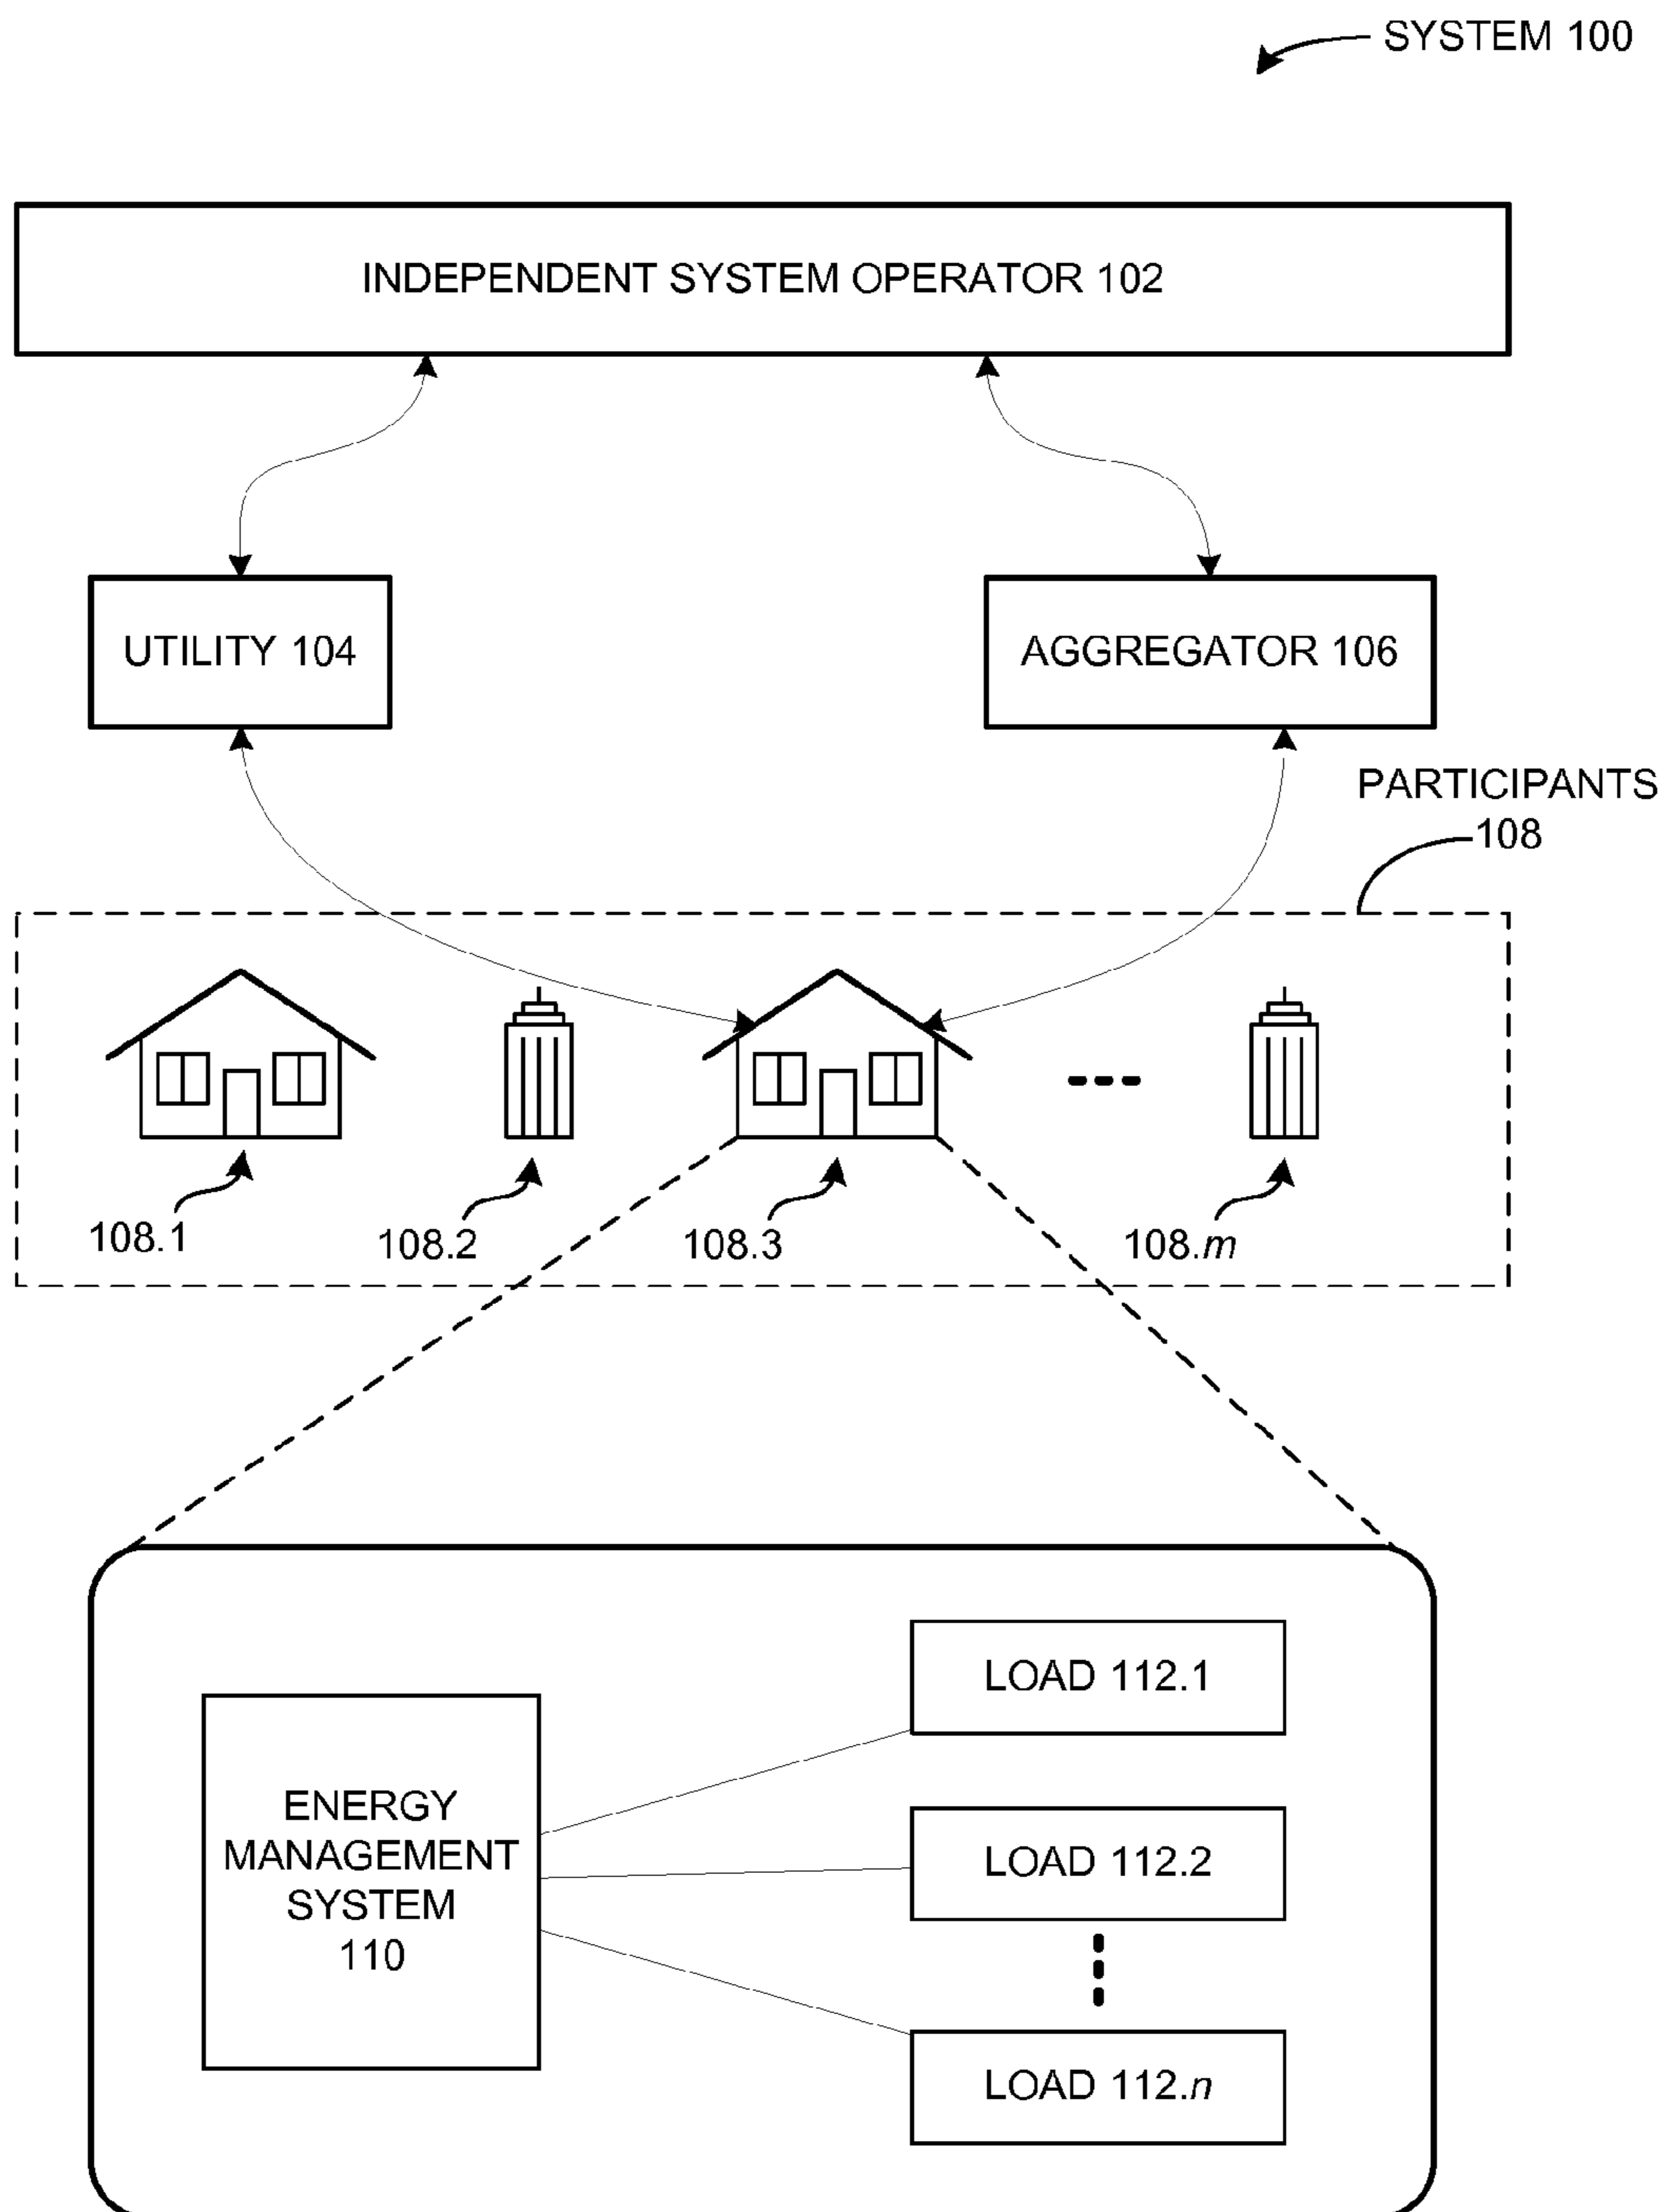 SYSTEM 100
INDEPENDENT SYSTEM OPERATOR 102
UTILITY 104
AGGREGATOR 106
PARTICIPANTS
108
108.1
108.2
108.3
108.m
LOAD 112.1
ENERGY
MANAGEMENT
SYSTEM
110
LOAD 112.2
LOAD 112.n